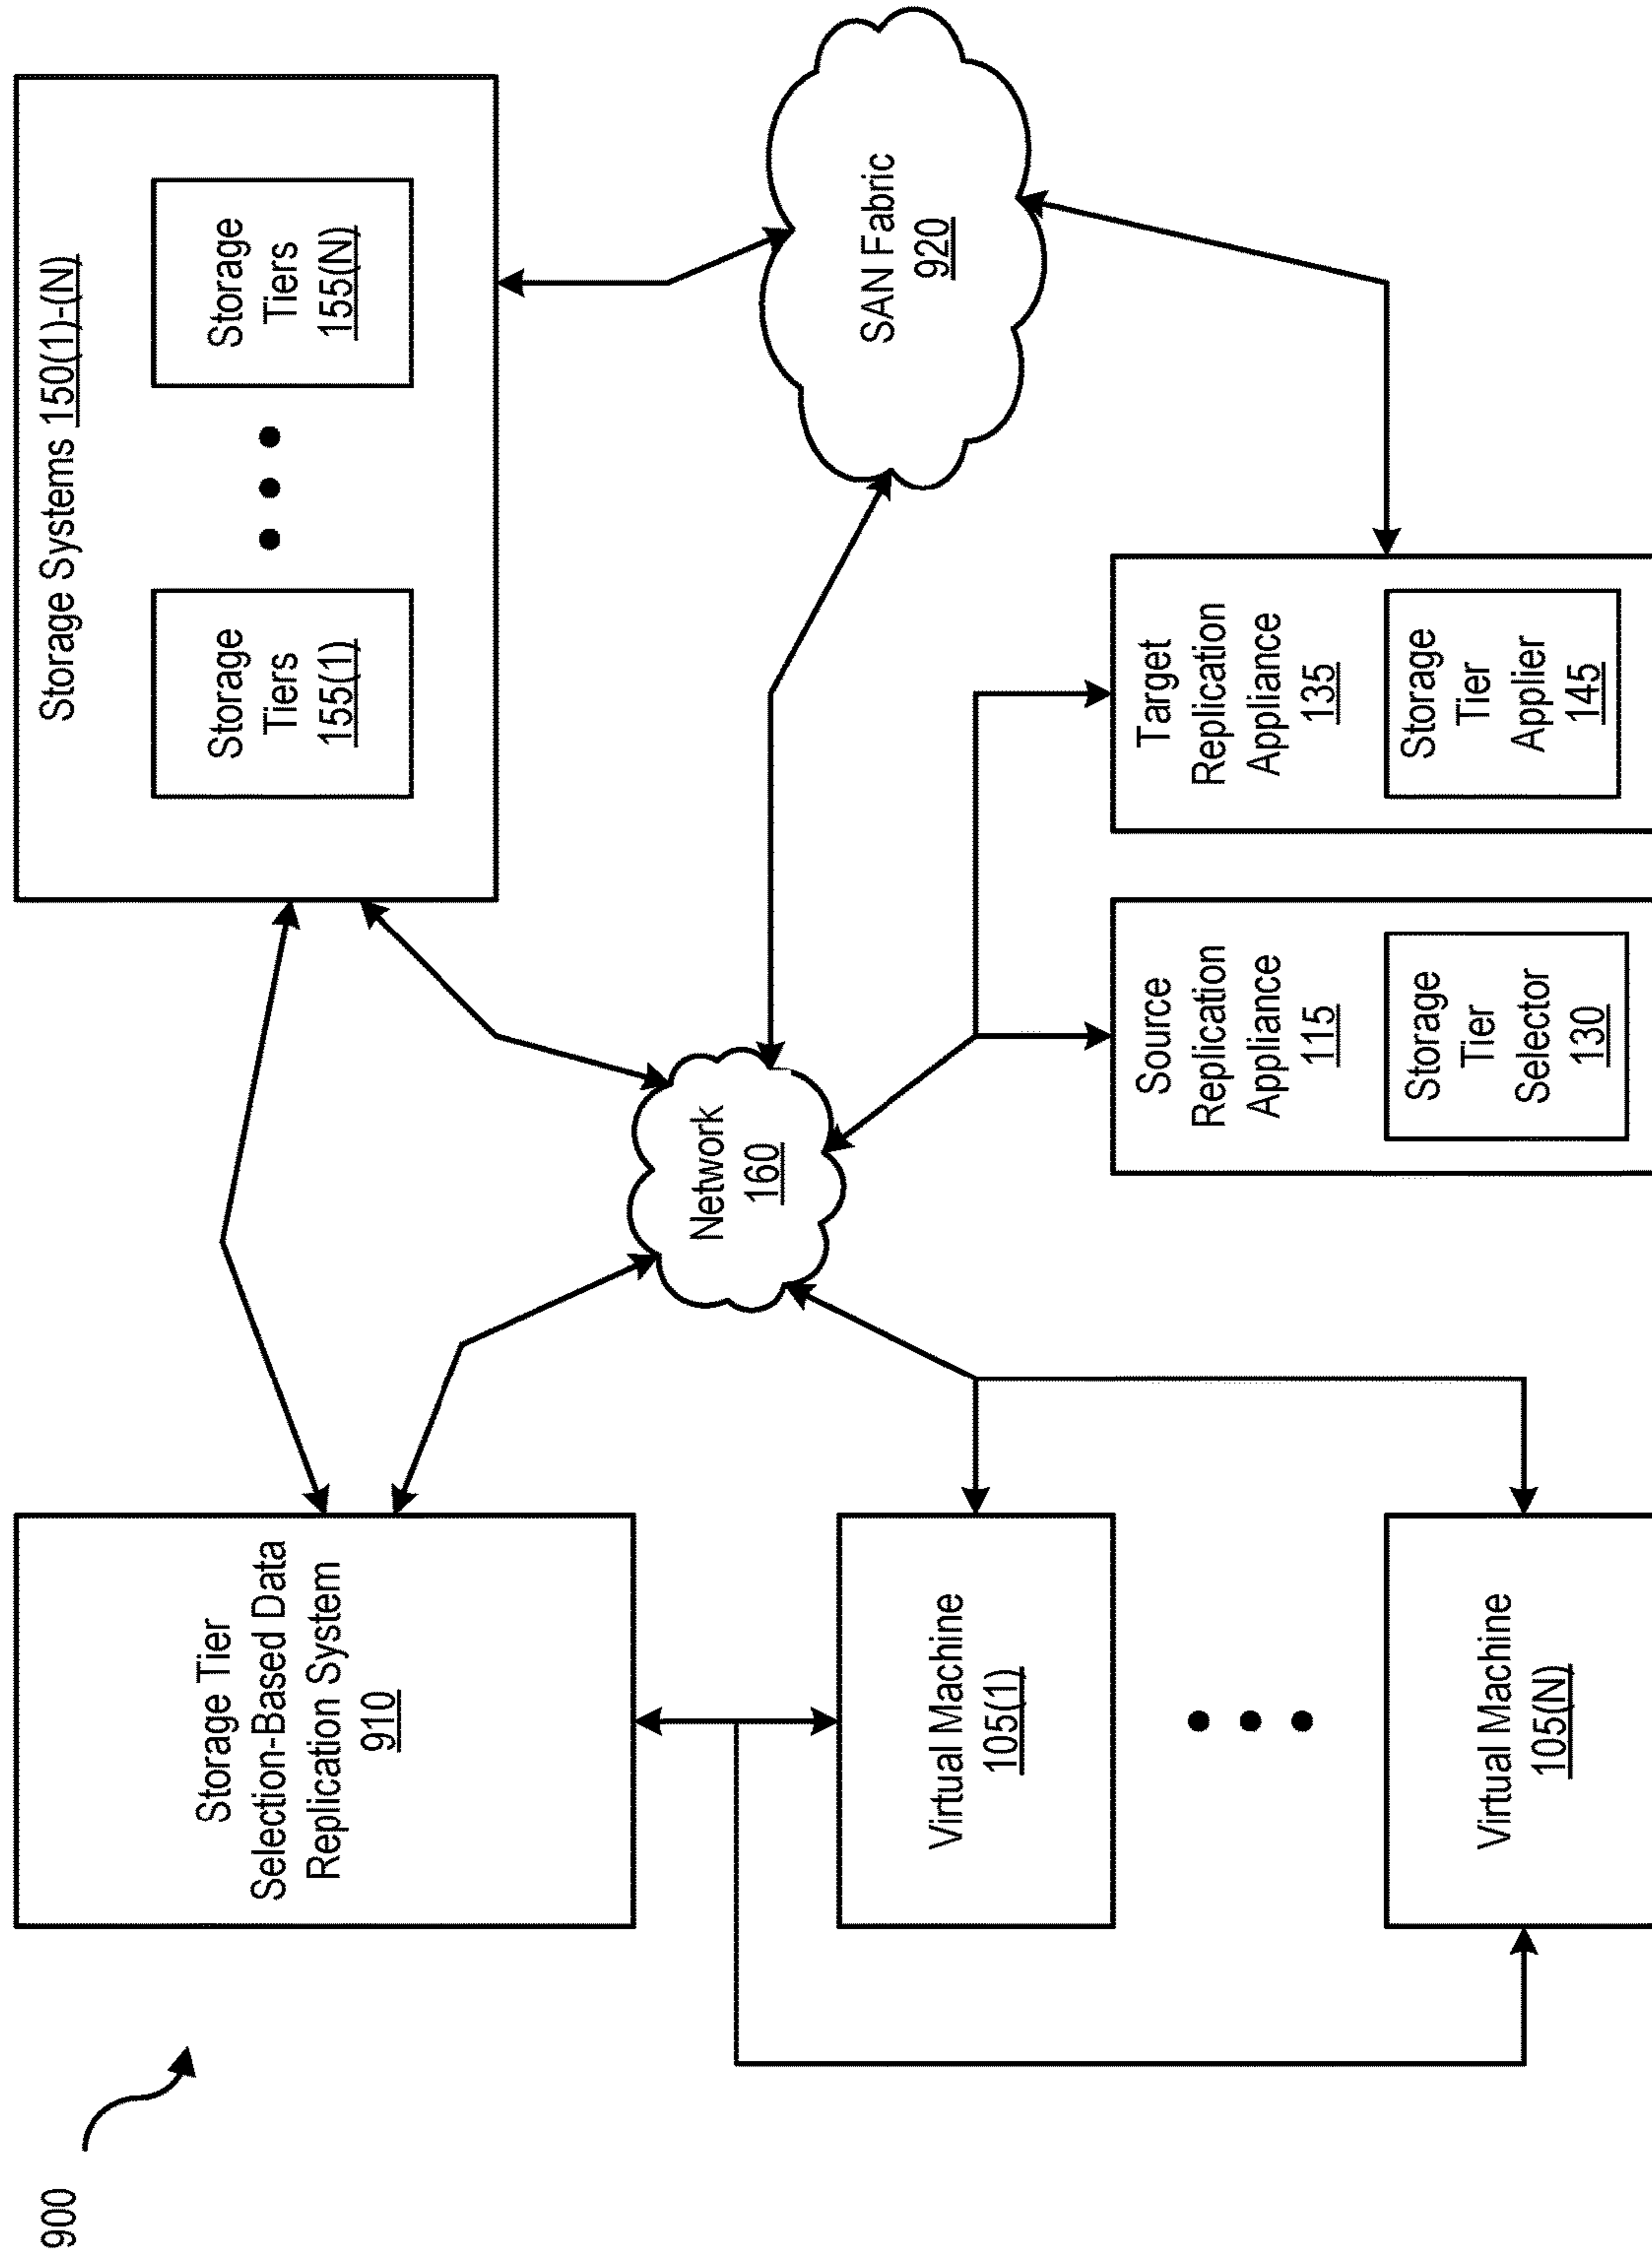 900
Storage Tier
Selection-Based Data
Replication System
910
Storage Systems 150(1)-(N)
Storage
Tiers
155(1)
Storage
Tiers
155(N)
Network
160
SAN Fabric
920
Virtual Machine
105(1)
Virtual Machine
105(N)
Source
Replication
Appliance
115
Storage
Tier
Selector
130
Target
Replication
Appliance
135
Storage
Tier
Applier
145